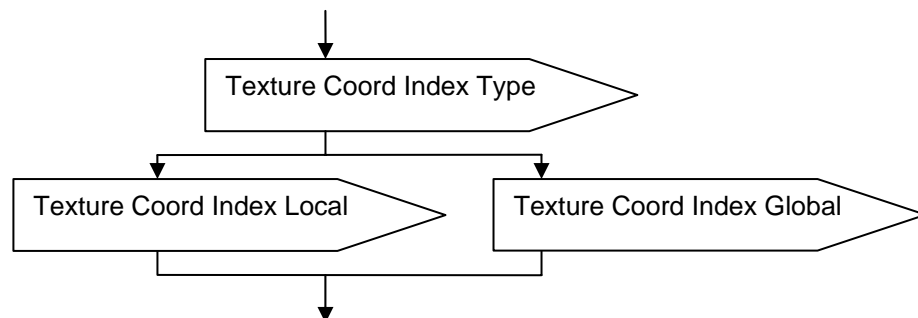 Texture Coord Index Type
Texture Coord Index Local
Texture Coord Index Global